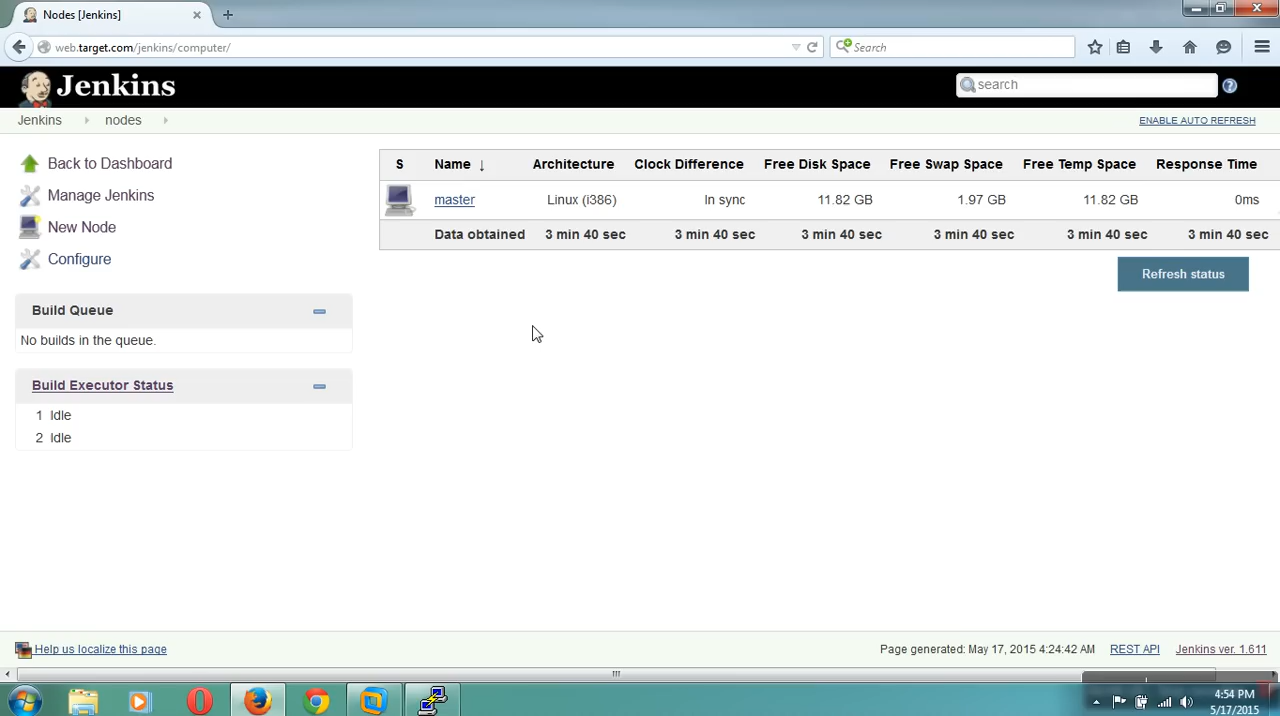 Nodes [Jenkins]
web.target.com/jenkins/computer/
Search
Jenkins
search
Jenkins
nodes
ENABLE AUTO REFRESH
Back to Dashboard
Manage Jenkins
New Node
Configure
S Name ↓ Architecture Clock Difference Free Disk Space Free Swap Space Free Temp Space Response Time
master Linux (i386) In sync 11.82 GB 1.97 GB 11.82 GB 0ms
Data obtained 3 min 40 sec 3 min 40 sec 3 min 40 sec 3 min 40 sec 3 min 40 sec 3 min 40 sec
Refresh status
Build Queue
No builds in the queue.
Build Executor Status
1 Idle
2 Idle
Help us localize this page
Page generated: May 17, 2015 4:24:42 AM REST API Jenkins ver. 1.611
4:54 PM
5/17/2015